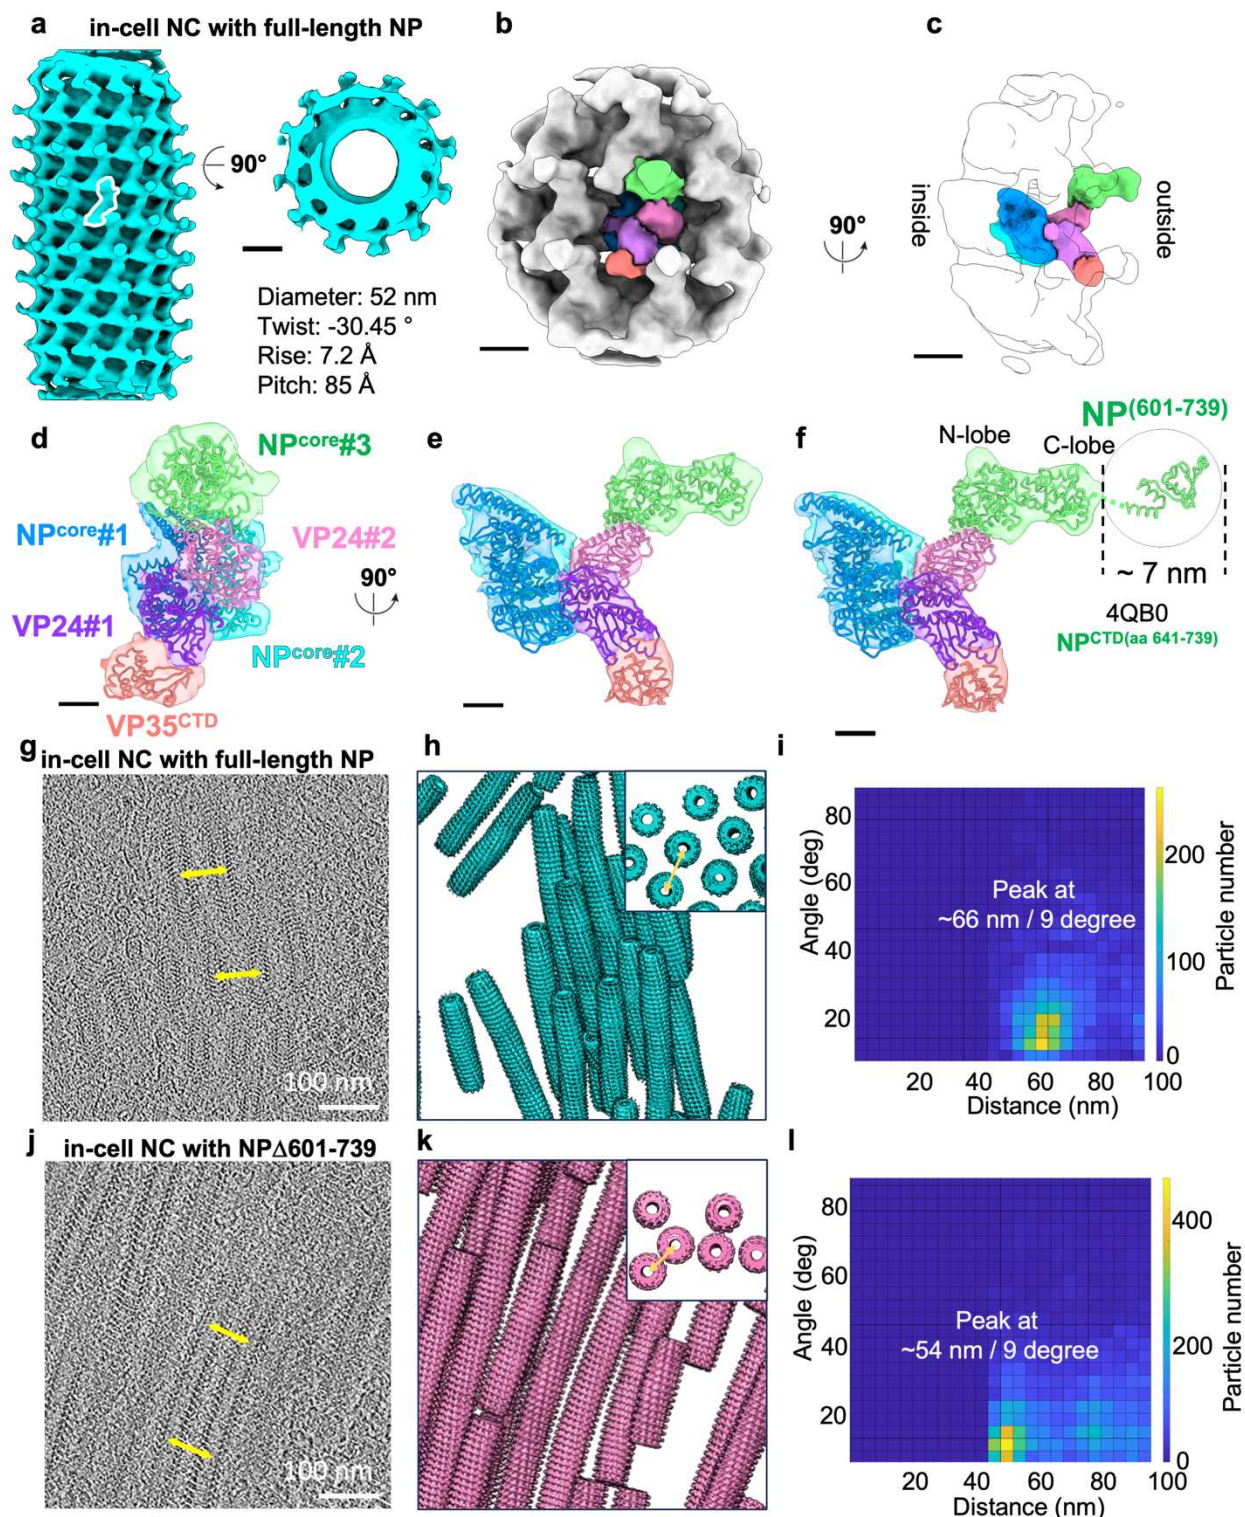 a in-cell NC with full-length NP
90°
Diameter: 52 nm
Twist: -30.45 °
Rise: 7.2 Å
Pitch: 85 Å
b
90°
c
inside
outside
d
NPcore#3
NPcore#1
VP24#2
VP24#1
90°
NPcore#2
VP35CTD
e
f
N-lobe
C-lobe
NP(601-739)
~ 7 nm
4QB0
NPCTD(aa 641-739)
g
in-cell NC with full-length NP
100 nm
h
i
Angle (deg)
80
60
40
20
Peak at
~66 nm / 9 degree
20 40 60 80 100
Distance (nm)
200
100
0
Particle number
j in-cell NC with NPΔ601-739
100 nm
k
l
Angle (deg)
80
60
40
20
Peak at
~54 nm / 9 degree
20 40 60 80 100
Distance (nm)
400
200
0
Particle number